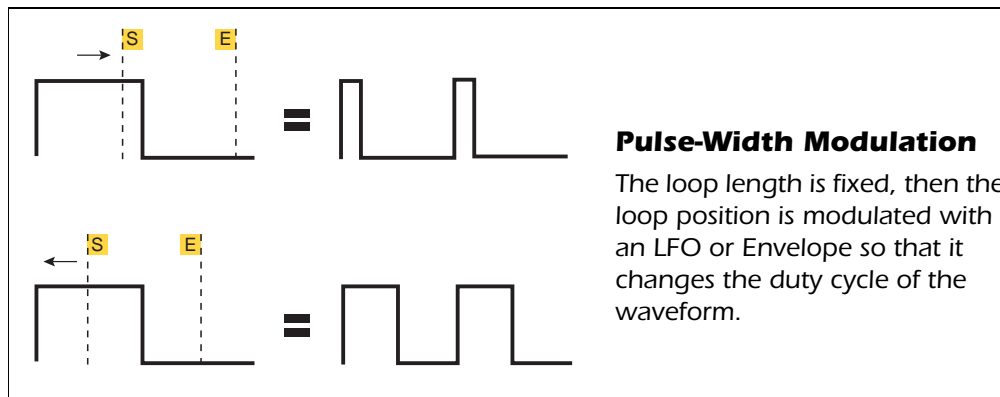 S E
Pulse-Width Modulation
The loop length is fixed, then the
loop position is modulated with
an LFO or Envelope so that it
changes the duty cycle of the
waveform.
S E